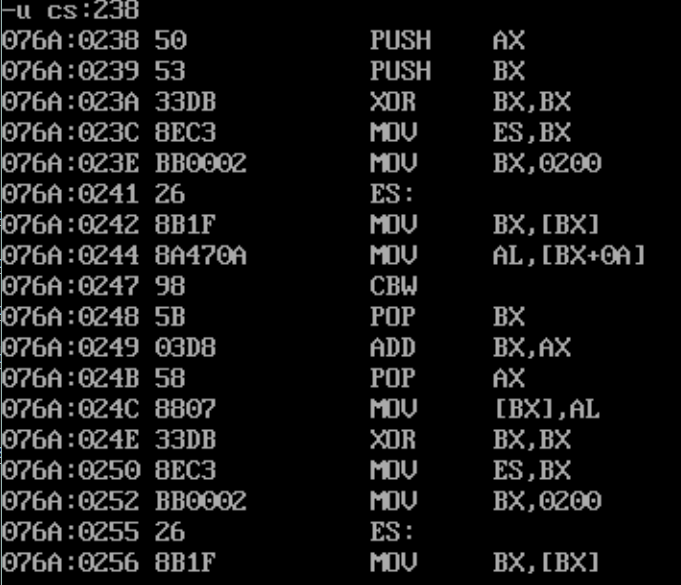 -u cs:238
076A:0238 50 PUSH AX
076A:0239 53 PUSH BX
076A:023A 33DB XOR BX,BX
076A:023C 8EC3 MOV ES,BX
076A:023E BB0002 MOV BX,0200
076A:0241 26 ES:
076A:0242 8B1F MOV BX,[BX]
076A:0244 8A470A MOV AL,[BX+0A]
076A:0247 98 CBW
076A:0248 5B POP BX
076A:0249 03D8 ADD BX,AX
076A:024B 58 POP AX
076A:024C 8807 MOV [BX],AL
076A:024E 33DB XOR BX,BX
076A:0250 8EC3 MOV ES,BX
076A:0252 BB0002 MOV BX,0200
076A:0255 26 ES:
076A:0256 8B1F MOV BX,[BX]